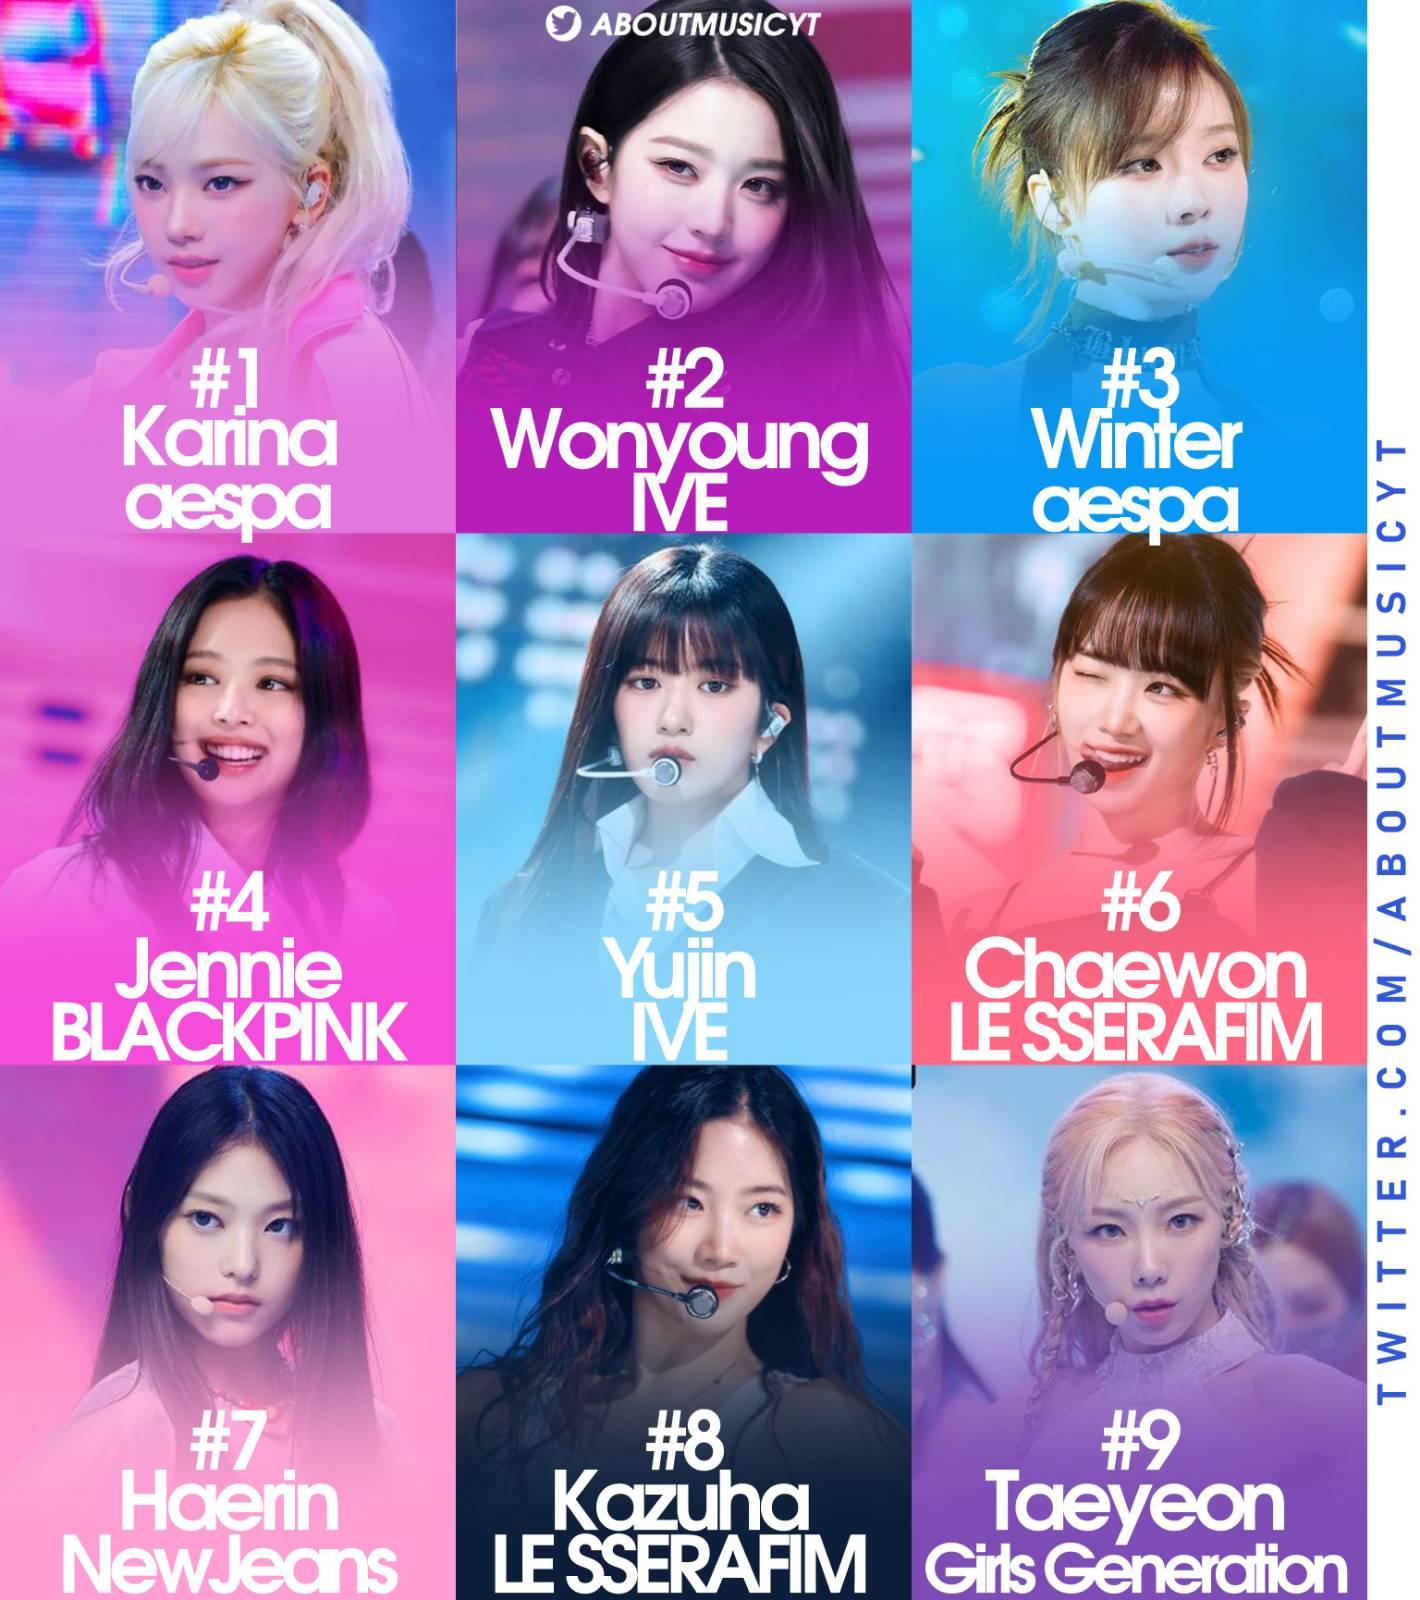 ABOUTMUSICYT
#1
Karina
aespa
#2
Wonyoung
IVE
#3
Winter
aespa
#4
Jennie
BLACKPINK
#5
Yujin
IVE
#6
Chaewon
LE SSERAFIM
#7
Haerin
NewJeans
#8
Kazuha
LE SSERAFIM
#9
Taeyeon
Girls Generation
TWITTER.COM/ABOUTMUSICYT